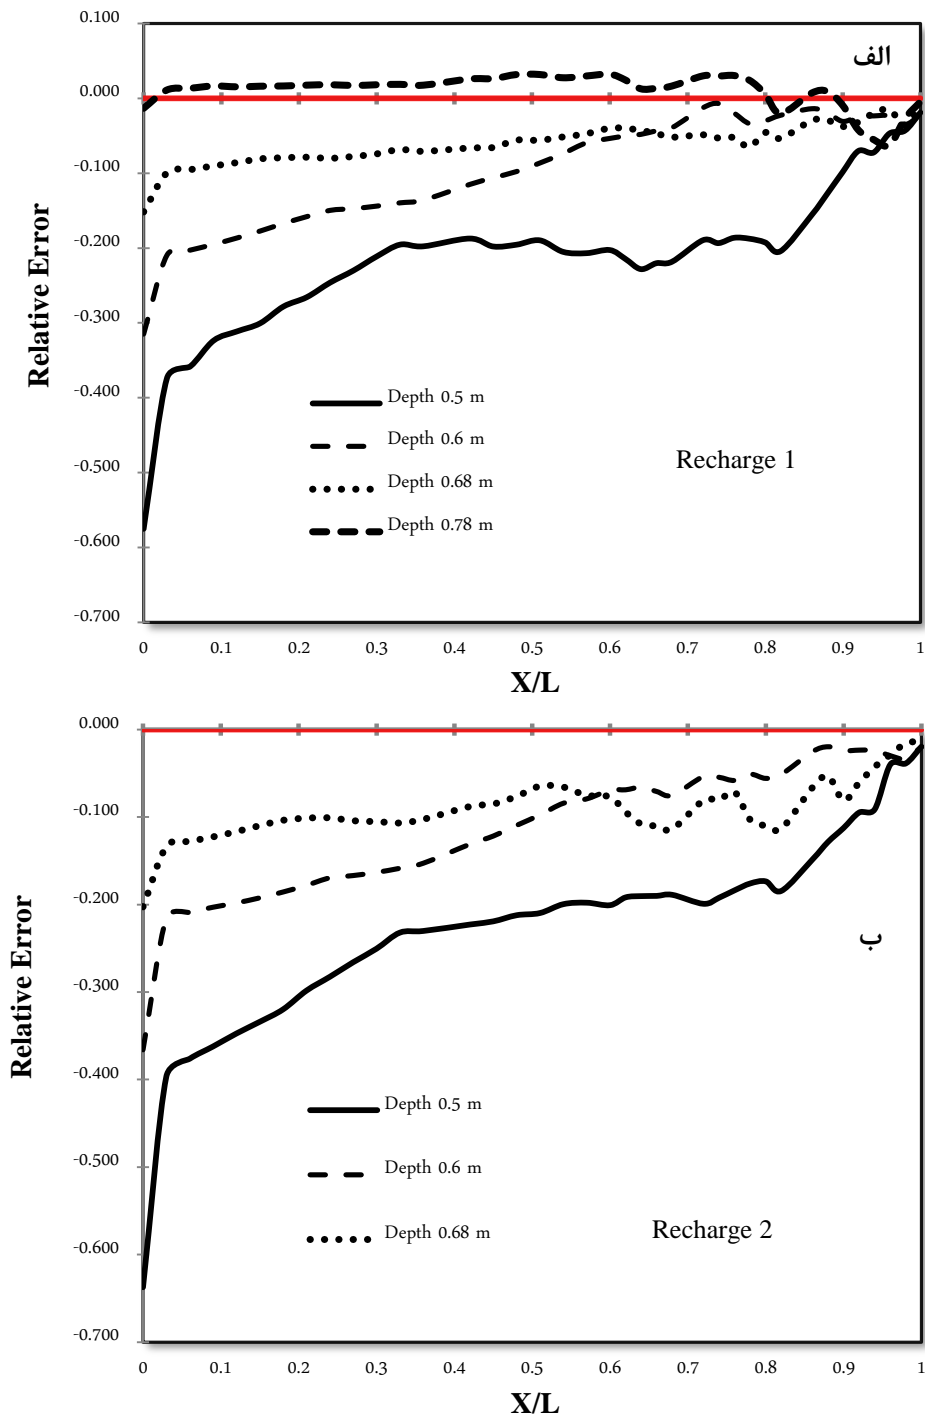 0.100
الف
0.000
-0.100
-0.200
-0.300
-0.400
-0.500
-0.600
-0.700
Relative Error
Depth 0.5 m
Depth 0.6 m
Depth 0.68 m
Depth 0.78 m
Recharge 1
0 0.1 0.2 0.3 0.4 0.5 0.6 0.7 0.8 0.9 1
X/L
0.000
-0.100
-0.200
-0.300
-0.400
-0.500
-0.600
-0.700
Relative Error
ب
Depth 0.5 m
Depth 0.6 m
Depth 0.68 m
Recharge 2
0 0.1 0.2 0.3 0.4 0.5 0.6 0.7 0.8 0.9 1
X/L